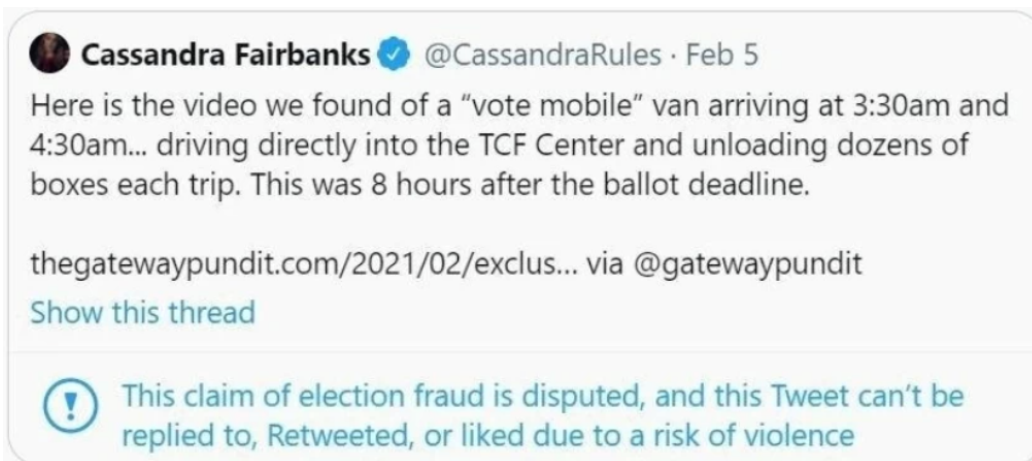 Cassandra Fairbanks @CassandraRules · Feb 5
Here is the video we found of a “vote mobile” van arriving at 3:30am and
4:30am... driving directly into the TCF Center and unloading dozens of
boxes each trip. This was 8 hours after the ballot deadline.
thegatewaypundit.com/2021/02/exclus... via @gatewaypundit
Show this thread
This claim of election fraud is disputed, and this Tweet can’t be
replied to, Retweeted, or liked due to a risk of violence